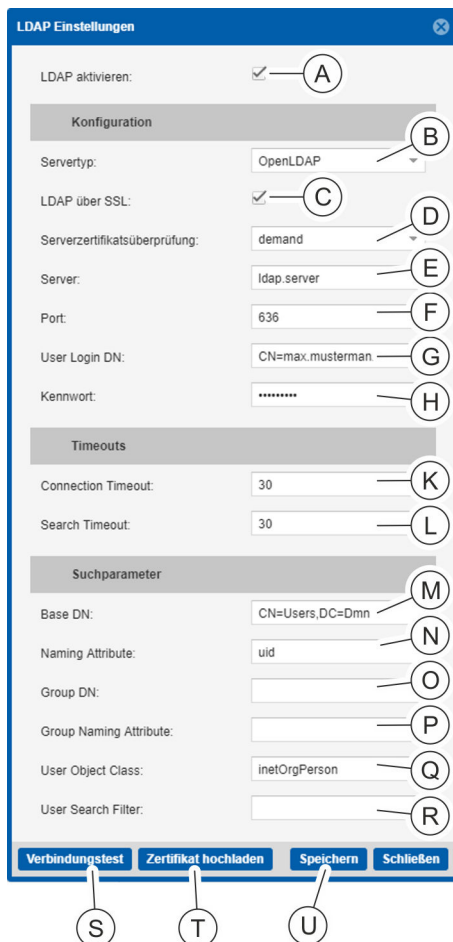 LDAP Einstellungen
LDAP aktivieren: A
Konfiguration
B
Servertyp: OpenLDAP
LDAP über SSL: C
D
Serverzertifikatsüberprüfung: demand
Server: ldap.server E
Port: 636 F
User Login DN: CN=max.musterman. G
Kennwort: ••••••••• H
Timeouts
Connection Timeout: 30 K
Search Timeout: 30 L
Suchparameter
M
Base DN: CN=Users,DC=Dmn
N
Naming Attribute: uid
Group DN: O
Group Naming Attribute: P
User Object Class: inetOrgPerson Q
User Search Filter: R
Verbindungstest Zertifikat hochladen Speichern Schließen
S T U